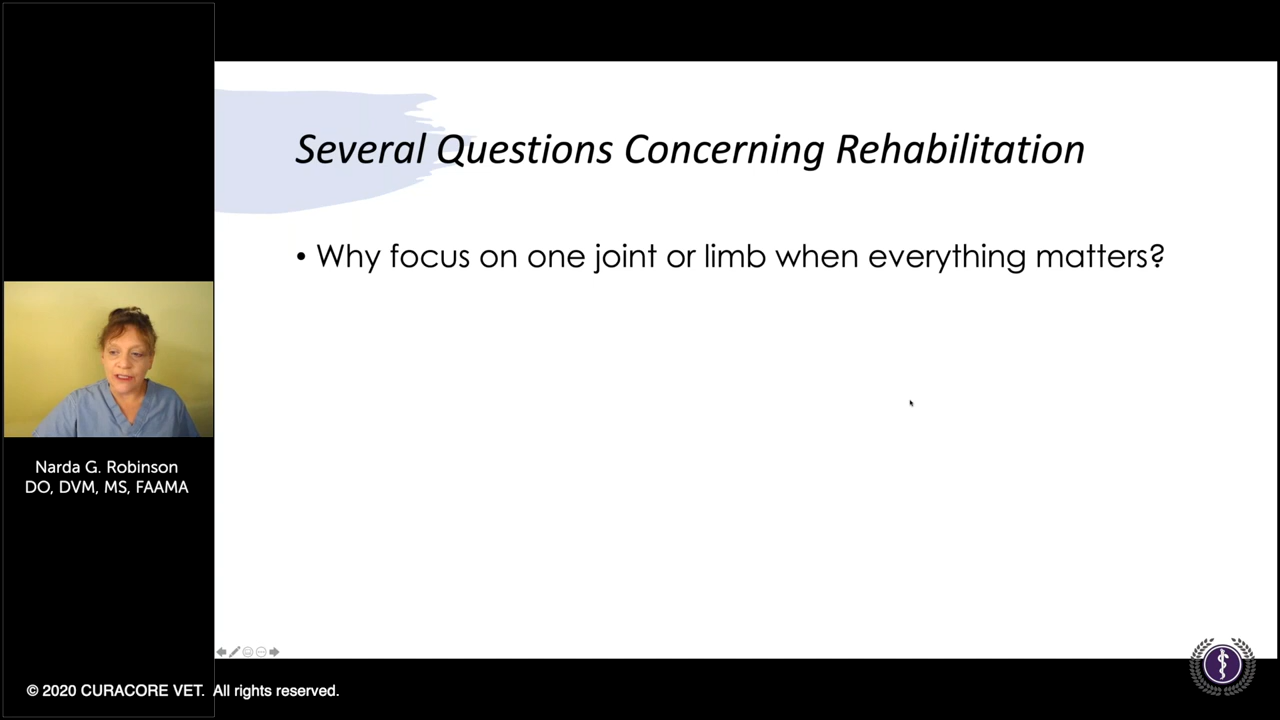 Several Questions Concerning Rehabilitation
• Why focus on one joint or limb when everything matters?
Narda G. Robinson
DO, DVM, MS, FAAMA
© 2020 CURACORE VET. All rights reserved.